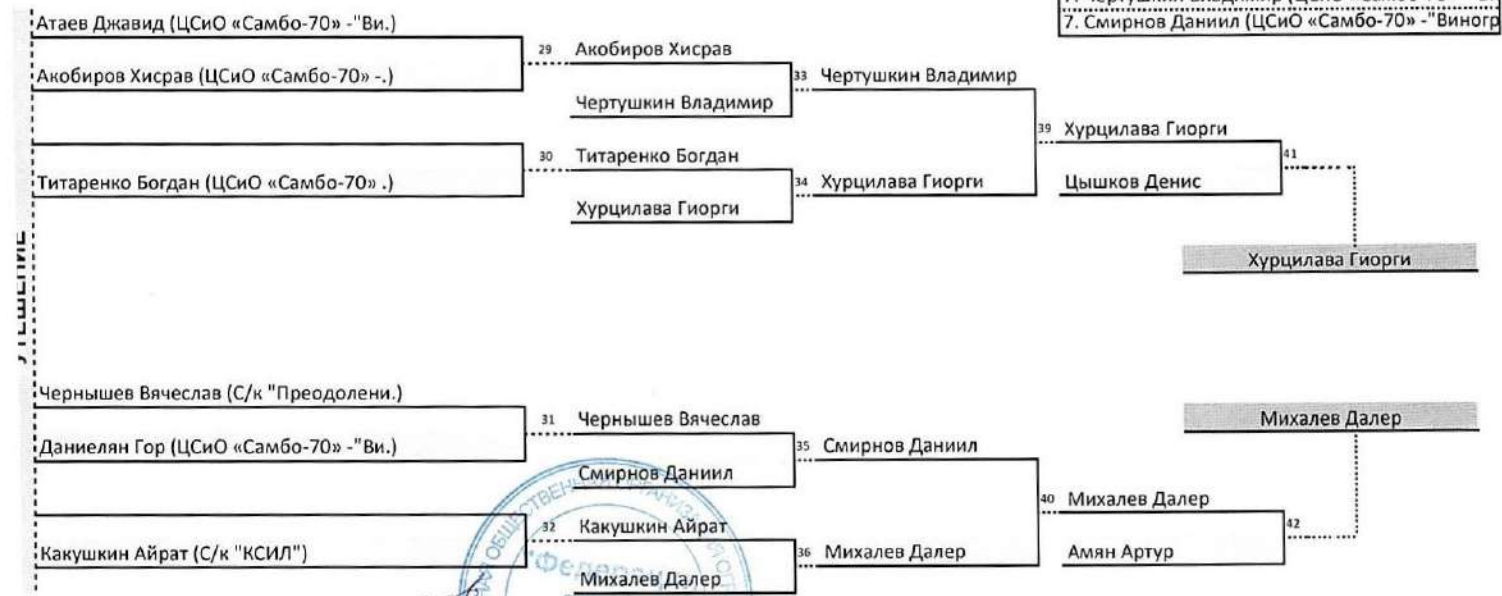 7. Смирнов Даниил (ЦСиО «Самбо-70» -"Виногр
Атаев Джавид (ЦСиО «Самбо-70» -"Ви.)
29 Акобиров Хисрав
Акобиров Хисрав (ЦСиО «Самбо-70» -.)
33 Чертушкин Владимир
Чертушкин Владимир
39 Хурцилава Гиорги
30 Титаренко Богдан
41
Титаренко Богдан (ЦСиО «Самбо-70» .)
34 Хурцилава Гиорги
Цышков Денис
Хурцилава Гиорги
Хурцилава Гиорги
УТЕШЕНИЕ
Чернышев Вячеслав (С/к "Преодолени.)
31 Чернышев Вячеслав
Михалев Далер
Даниелян Гор (ЦСиО «Самбо-70» -"Ви.)
35 Смирнов Даниил
Смирнов Даниил
40 Михалев Далер
32 Какушкин Айрат
42
Какушкин Айрат (С/к "КСИЛ")
36 Михалев Далер
Амян Артур
Михалев Далер